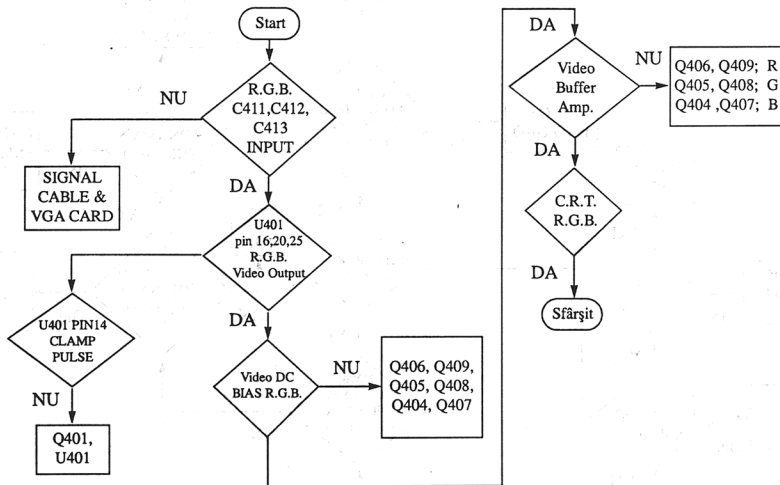 Start
R.G.B.
C411,C412,
C413
INPUT
NU
SIGNAL
CABLE &
VGA CARD
DA
U401
pin 16,20,25
R.G.B.
Video Output
U401 PIN14
CLAMP
PULSE
NU
Q401,
U401
DA
Video DC
BIAS R.G.B.
NU
Q406, Q409,
Q405, Q408,
Q404, Q407
DA
Video
Buffer
Amp.
NU
Q406, Q409; R
Q405, Q408; G
Q404 ,Q407; B
DA
C.R.T.
R.G.B.
DA
Sfârşit